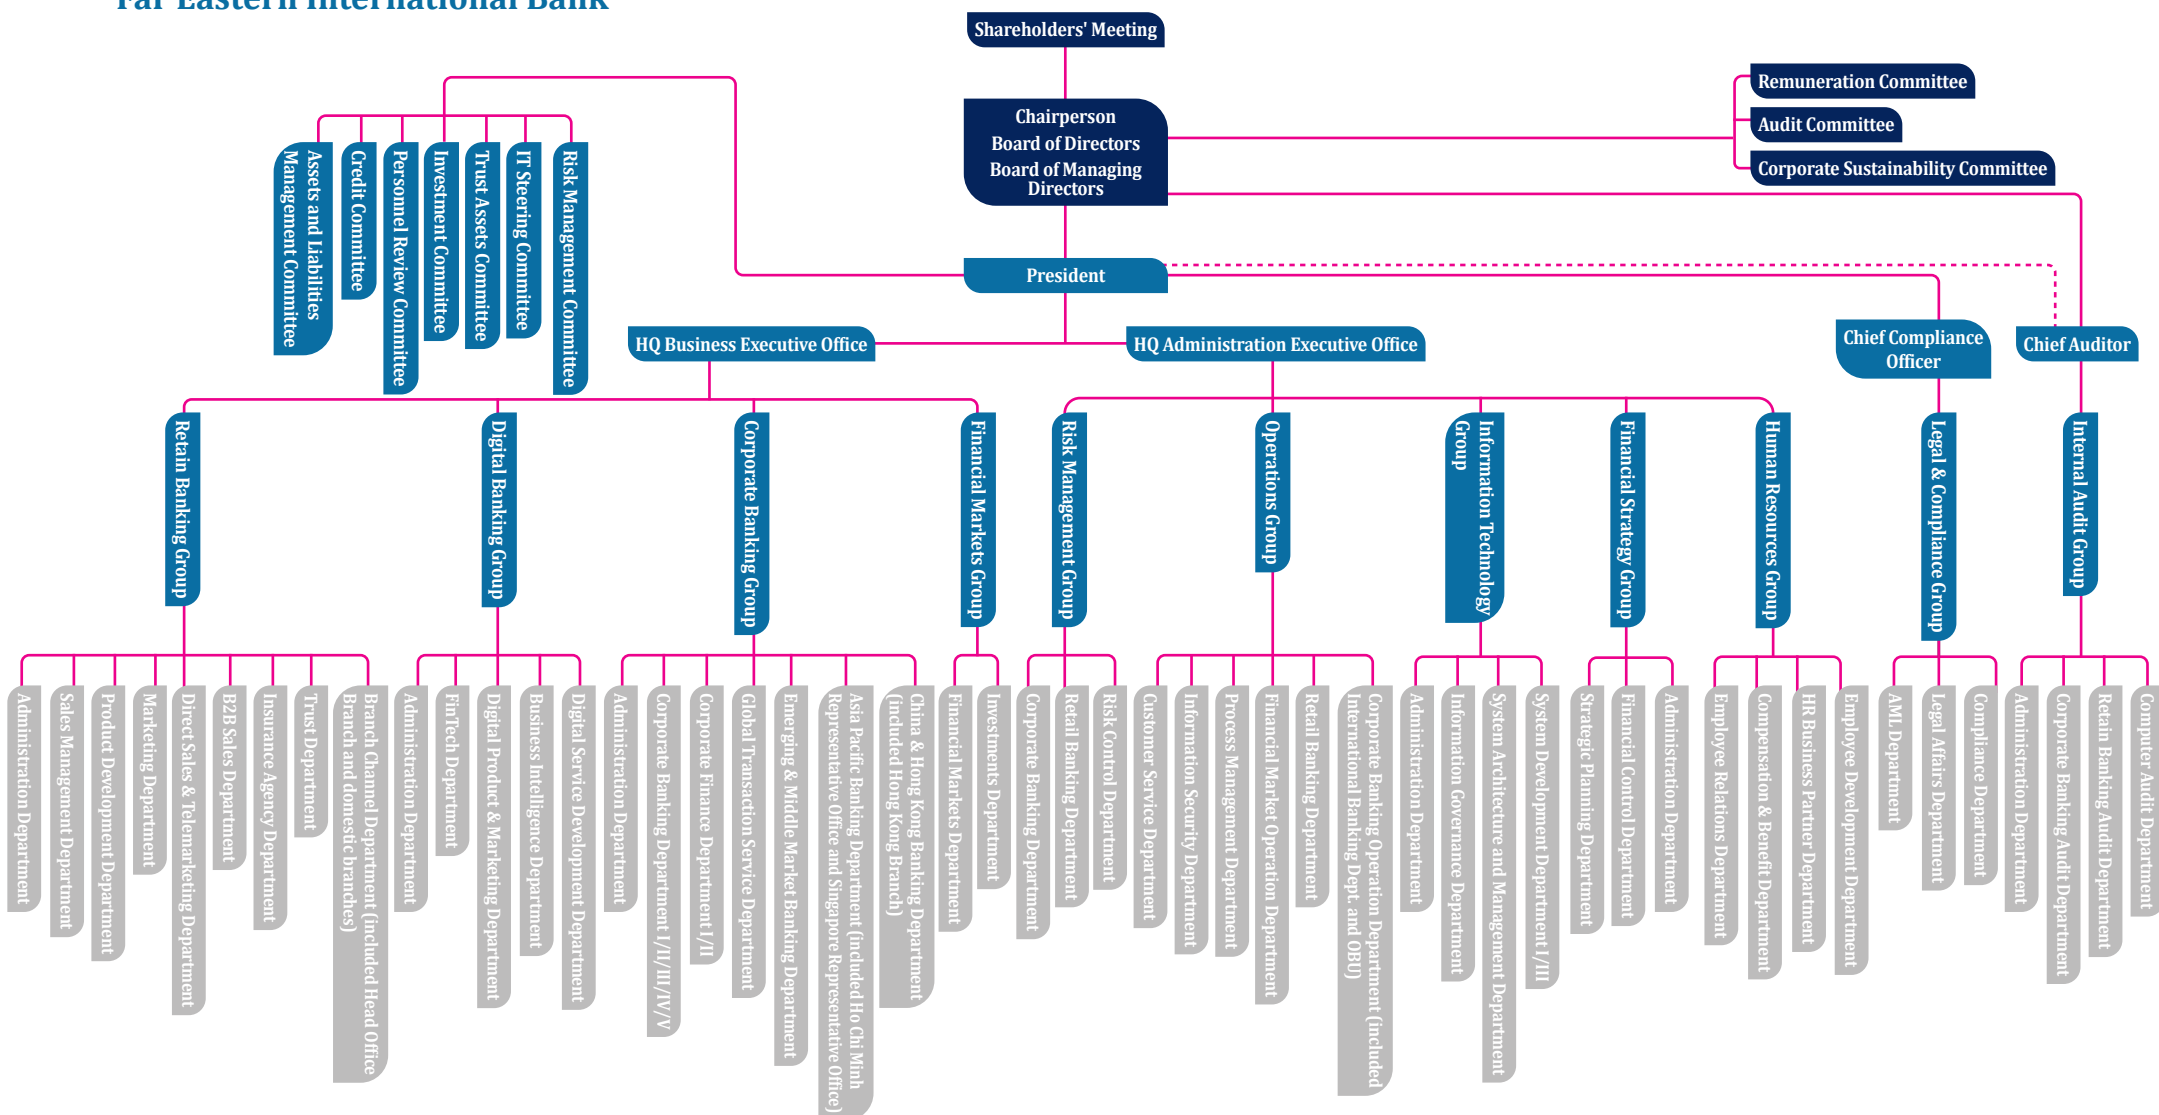 Far Eastern International Bank
Shareholders' Meeting
Chairperson
Board of Directors
Board of Managing
Directors
Remuneration Committee
Audit Committee
Corporate Sustainability Committee
Assets and Liabilities
Management Committee
Credit Committee
Personnel Review Committee
Investment Committee
Trust Assets Committee
IT Steering Committee
Risk Management Committee
President
HQ Business Executive Office
HQ Administration Executive Office
Chief Compliance
Officer
Chief Auditor
Retain Banking Group
Digital Banking Group
Corporate Banking Group
Financial Markets Group
Risk Management Group
Operations Group
Information Technology
Group
Financial Strategy Group
Human Resources Group
Legal & Compliance Group
Internal Audit Group
Administration Department
Sales Management Department
Product Development Department
Marketing Department
Direct Sales & Telemarketing Department
B2B Sales Department
Insurance Agency Department
Trust Department
Branch Channel Department (included Head Office
Branch and domestic branches)
Administration Department
FinTech Department
Digital Product & Marketing Department
Business Intelligence Department
Digital Service Development Department
Administration Department
Corporate Banking Department I/II/III/IV/V
Corporate Finance Department I/II
Global Transaction Service Department
Emerging & Middle Market Banking Department
Asia Pacific Banking Department (included Ho Chi Minh
Representative Office and Singapore Representative Office)
China & Hong Kong Banking Department
(included Hong Kong Branch)
Financial Markets Department
Investments Department
Corporate Banking Department
Retail Banking Department
Risk Control Department
Customer Service Department
Information Security Department
Process Management Department
Financial Market Operation Department
Retail Banking Department
Corporate Banking Operation Department (included
International Banking Dept. and OBU)
Administration Department
Information Governance Department
System Architecture and Management Department
System Development Department I/III
Strategic Planning Department
Financial Control Department
Administration Department
Employee Relations Department
Compensation & Benefit Department
HR Business Partner Department
Employee Development Department
AML Department
Legal Affairs Department
Compliance Department
Administration Department
Corporate Banking Audit Department
Retain Banking Audit Department
Computer Audit Department